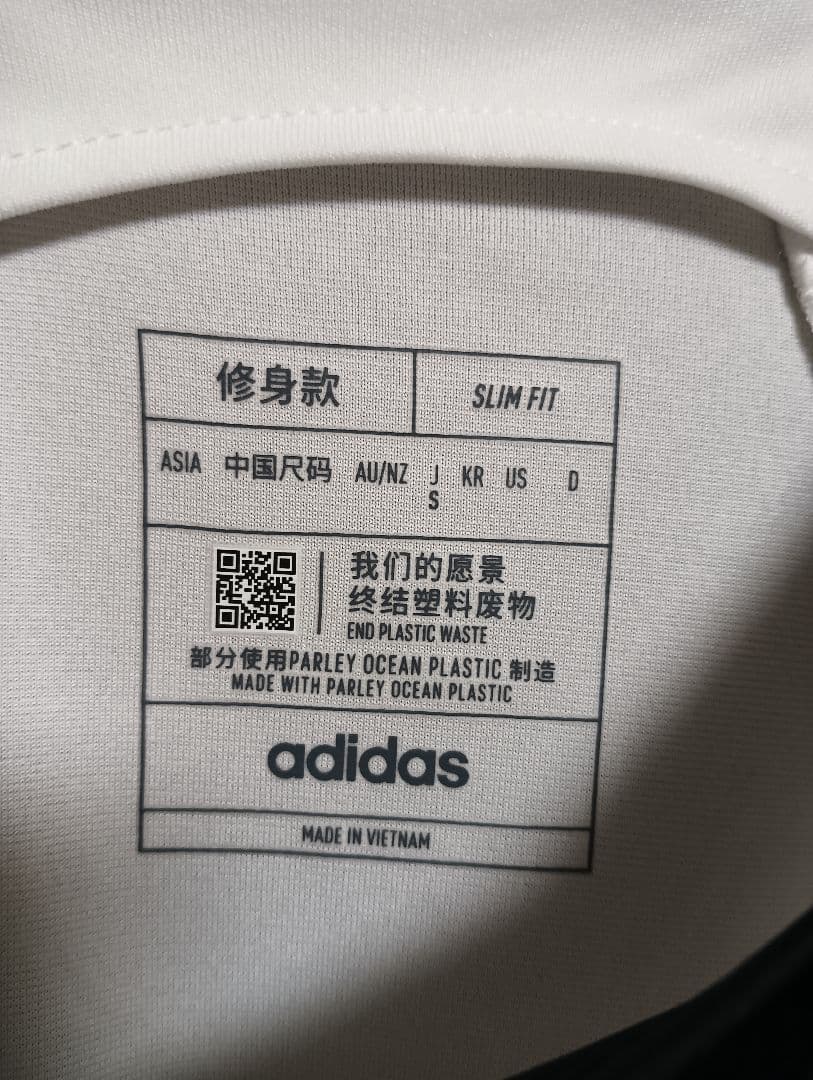 修身款 SLIM FIT
ASIA 中国尺码 AU/NZ J KR US D
S
我们的愿景
终结塑料废物
END PLASTIC WASTE
部分使用PARLEY OCEAN PLASTIC 制造
MADE WITH PARLEY OCEAN PLASTIC
adidas
MADE IN VIETNAM